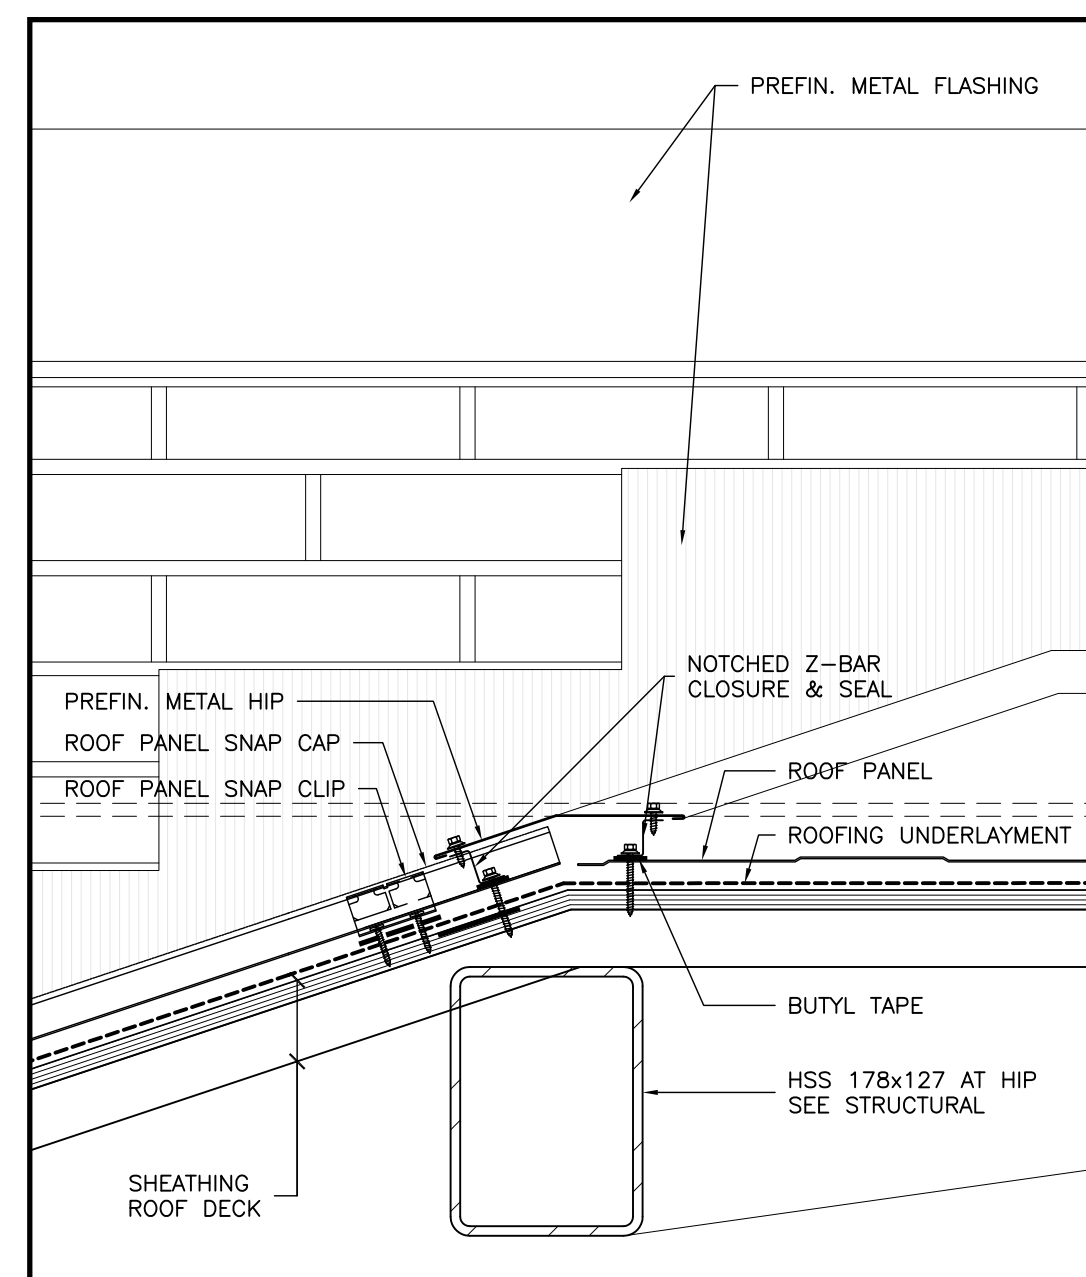 PREFIN. METAL FLASHING
NOTCHED Z-BAR
CLOSURE & SEAL
PREFIN. METAL HIP
ROOF PANEL SNAP CAP
ROOF PANEL SNAP CLIP
ROOF PANEL
ROOFING UNDERLAYMENT
BUTYL TAPE
HSS 178x127 AT HIP
SEE STRUCTURAL
SHEATHING
ROOF DECK